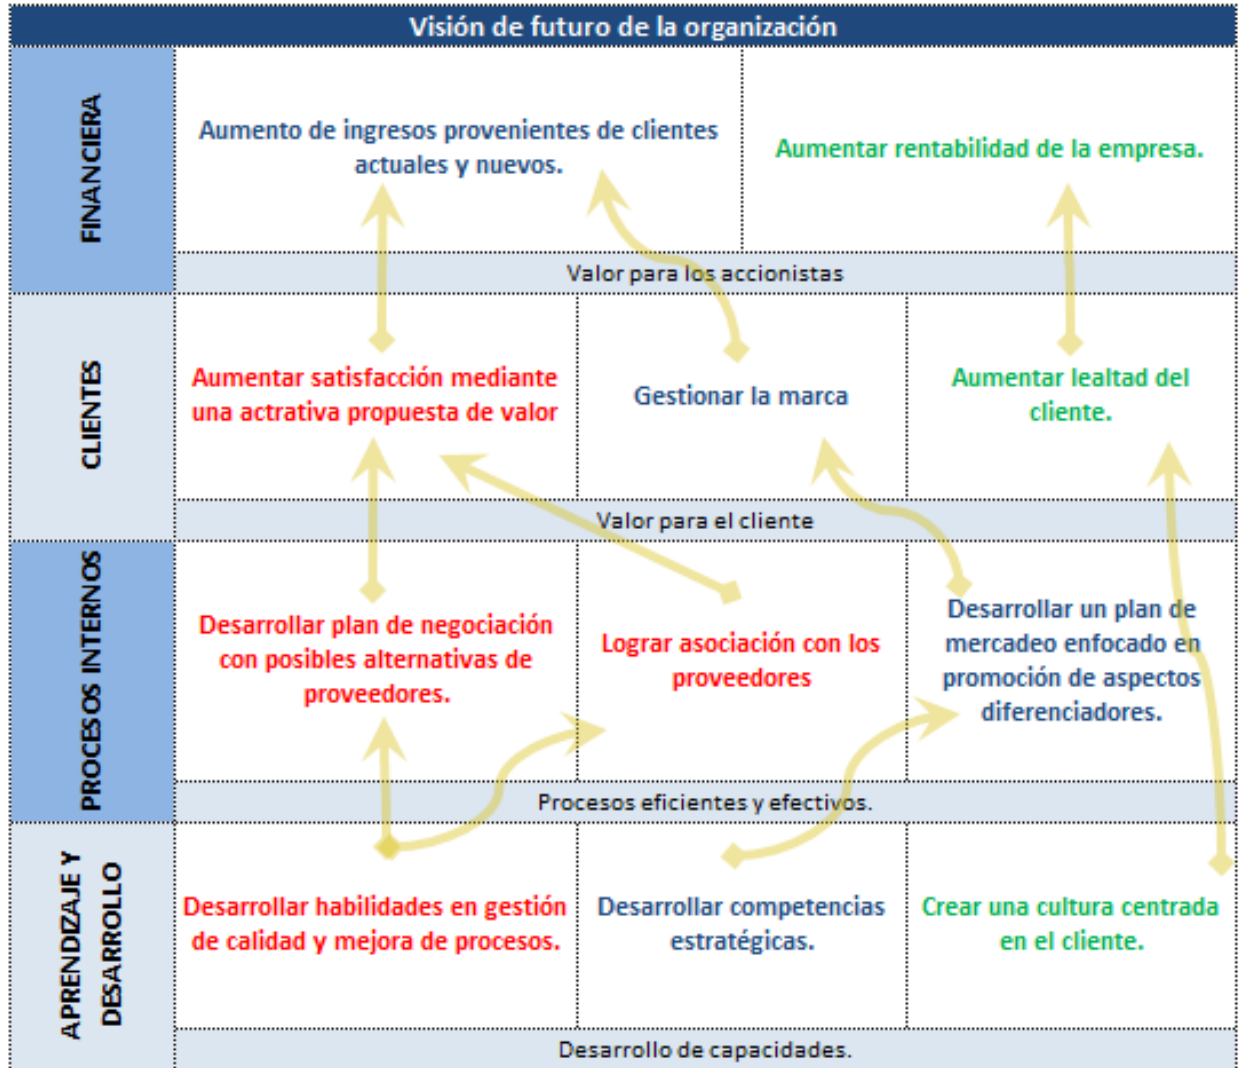 Visión de futuro de la organización
FINANCIERA
Aumento de ingresos provenientes de clientes
actuales y nuevos.
Aumentar rentabilidad de la empresa.
Valor para los accionistas
CLIENTES
Aumentar satisfacción mediante
una actrativa propuesta de valor
Gestionar la marca
Aumentar lealtad del
cliente.
Valor para el cliente
PROCESOS INTERNOS
Desarrollar plan de negociación
con posibles alternativas de
proveedores.
Lograr asociación con los
proveedores
Desarrollar un plan de
mercadeo enfocado en
promoción de aspectos
diferenciadores.
Procesos eficientes y efectivos.
APRENDIZAJE Y
DESARROLLO
Desarrollar habilidades en gestión
de calidad y mejora de procesos.
Desarrollar competencias
estratégicas.
Crear una cultura centrada
en el cliente.
Desarrollo de capacidades.